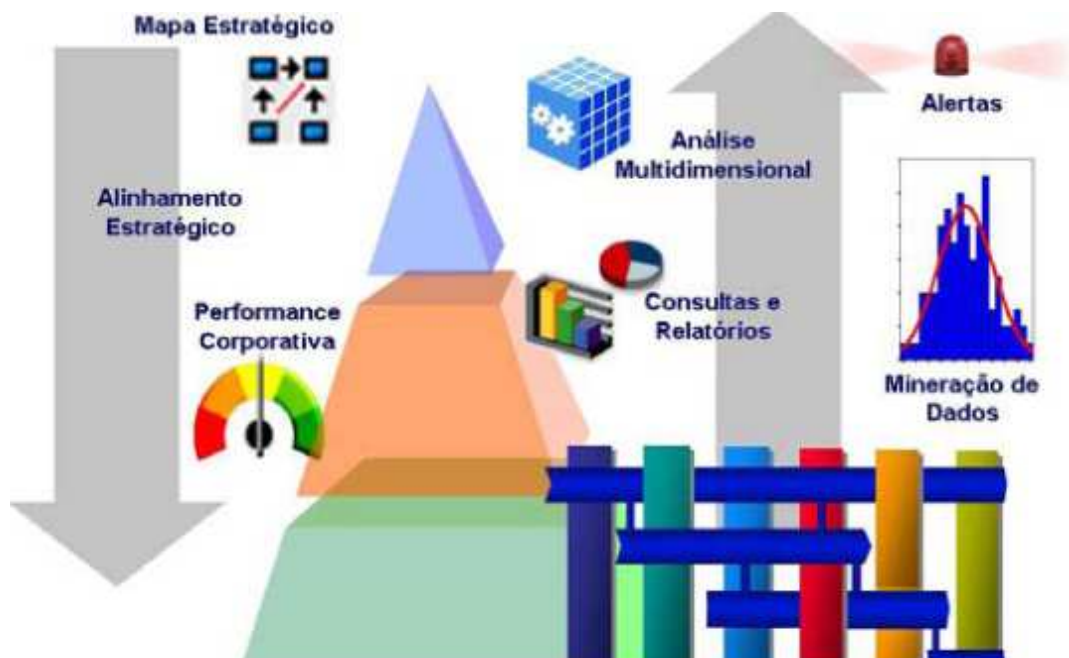 Mapa Estratégico
Alinhamento
Estratégico
Performance
Corporativa
Análise
Multidimensional
Consultas e
Relatórios
Alertas
Mineração de
Dados